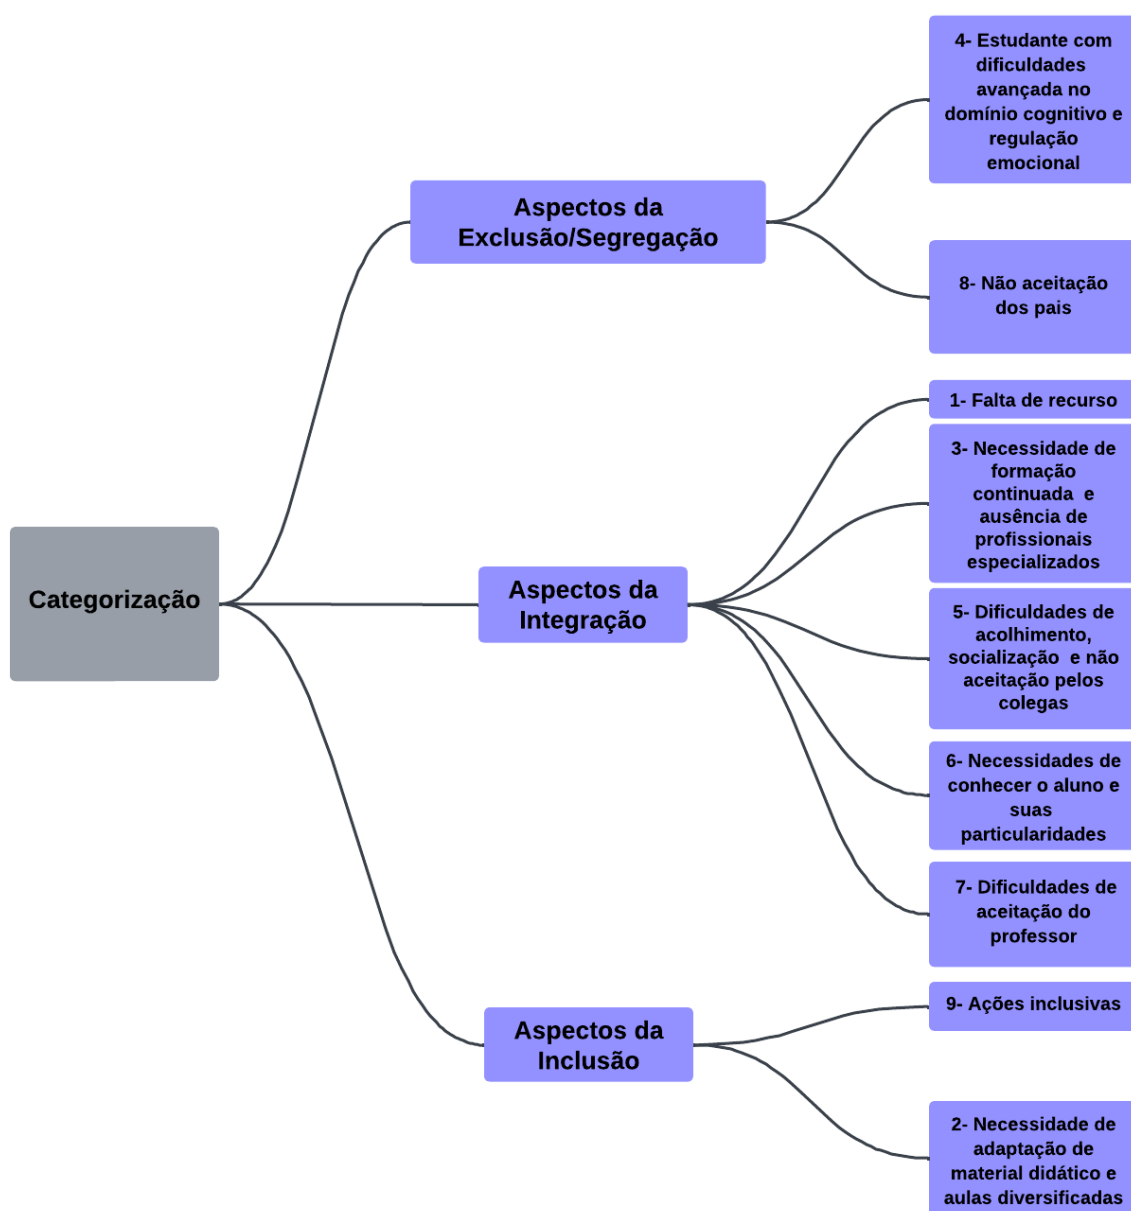 Categorização
Aspectos da
Exclusão/Segregação
4- Estudante com
dificuldades
avançada no
domínio cognitivo e
regulação
emocional
8- Não aceitação
dos pais
Aspectos da
Integração
1- Falta de recurso
3- Necessidade de
formação
continuada e
ausência de
profissionais
especializados
5- Dificuldades de
acolhimento,
socialização e não
aceitação pelos
colegas
6- Necessidades de
conhecer o aluno e
suas
particularidades
7- Dificuldades de
aceitação do
professor
Aspectos da
Inclusão
9- Ações inclusivas
2- Necessidade de
adaptação de
material didático e
aulas diversificadas